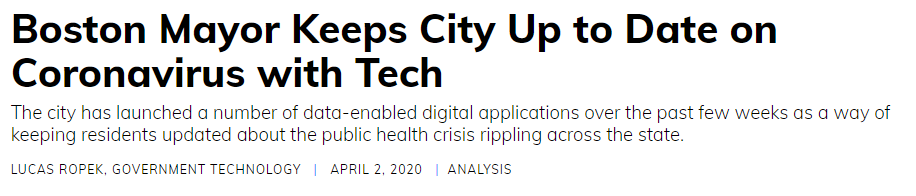 Boston Mayor Keeps City Up to Date on
Coronavirus with Tech
The city has launched a number of data-enabled digital applications over the past few weeks as a way of
keeping residents updated about the public health crisis rippling across the state.
LUCAS ROPEK, GOVERNMENT TECHNOLOGY | APRIL 2, 2020 | ANALYSIS